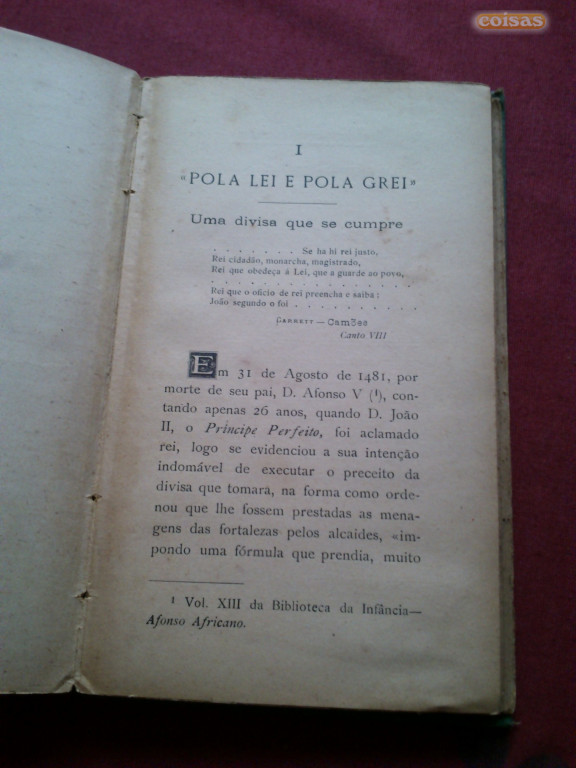 coisas
I
«POLA LEI E POLA GREI»
Uma divisa que se cumpre
. . . . . . . Se ha hi rei justo,
Rei cidadão, monarcha, magistrado,
Rei que obedeça á Lei, que a guarde ao povo,
. . . . . . . . . . . . . . .
Rei que o oficio de rei preencha e saiba:
João segundo o foi . . . . . . . . . .
GARRETT — Camões
Canto VIII
Em 31 de Agosto de 1481, por
morte de seu pai, D. Afonso V (¹), con-
tando apenas 26 anos, quando D. João
II, o Príncipe Perfeito, foi aclamado
rei, logo se evidenciou a sua intenção
indomável de executar o preceito da
divisa que tomara, na forma como orde-
nou que lhe fossem prestadas as mena-
gens das fortalezas pelos alcaides, «im-
pondo uma fórmula que prendia, muito
¹ Vol. XIII da Biblioteca da Infância—
Afonso Africano.